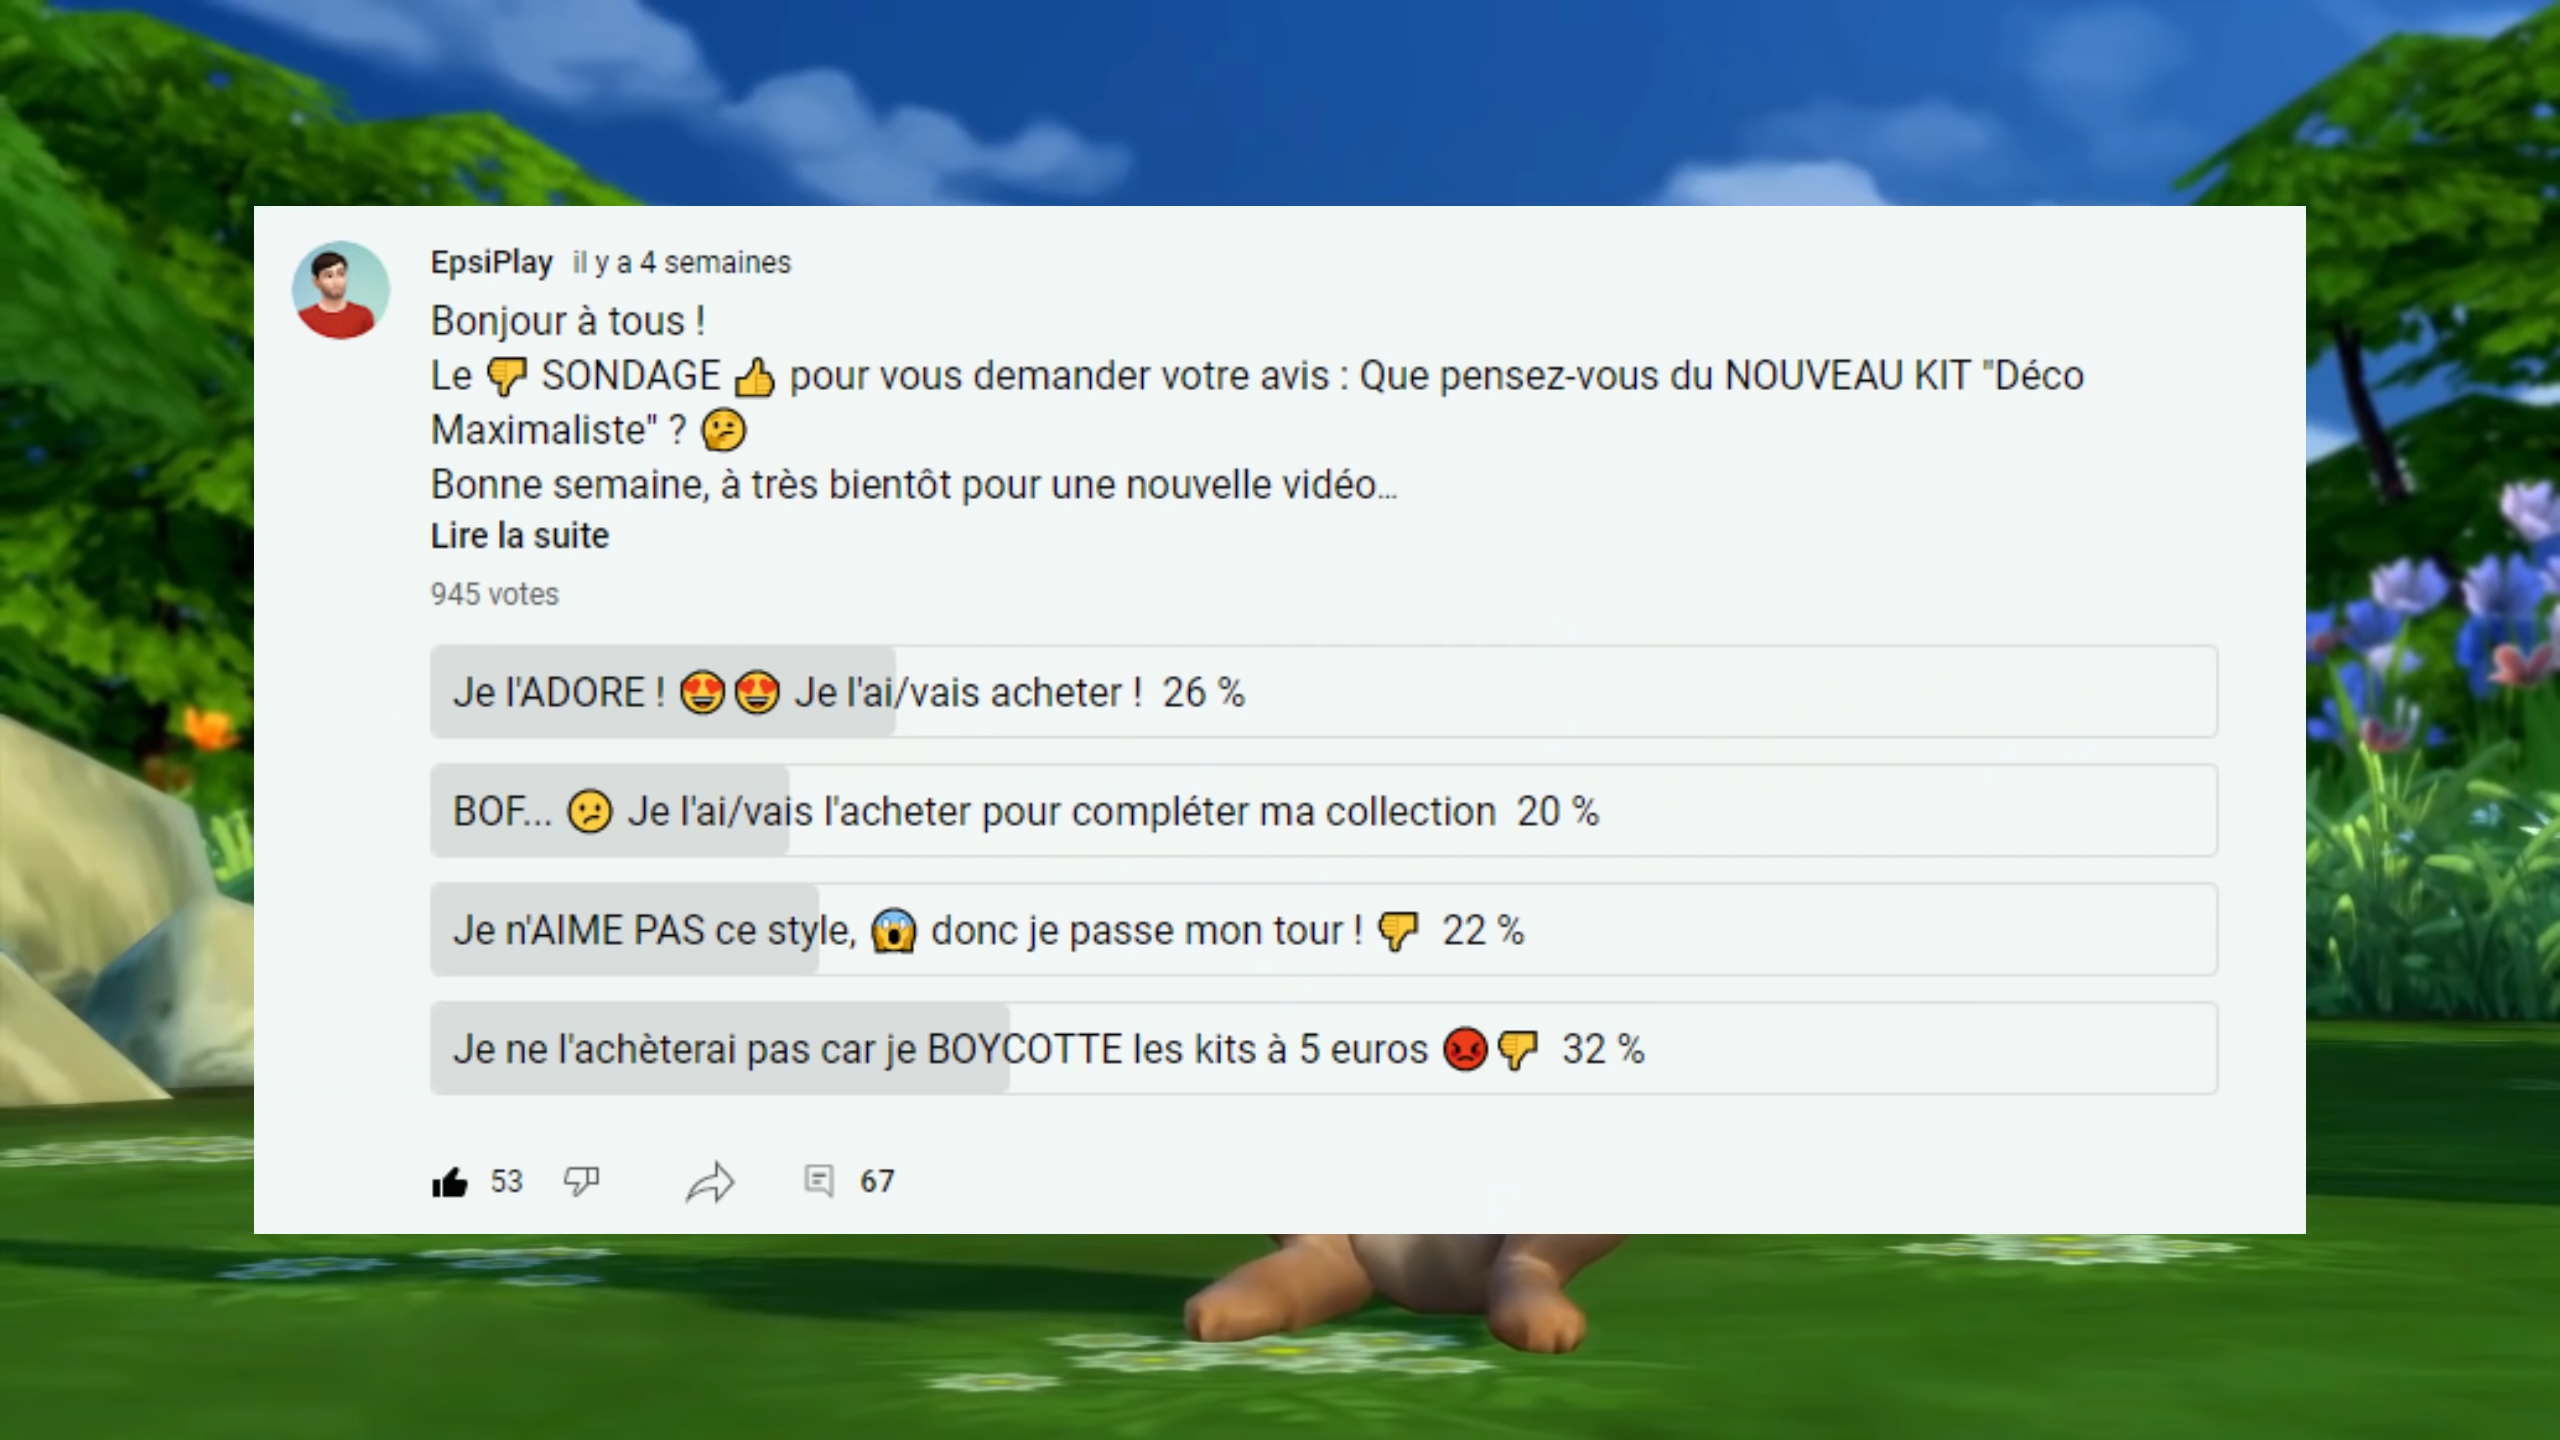 EpsiPlay il y a 4 semaines
Bonjour à tous !
Le 👎 SONDAGE 👍 pour vous demander votre avis : Que pensez-vous du NOUVEAU KIT "Déco
Maximaliste" ? 🤔
Bonne semaine, à très bientôt pour une nouvelle vidéo…
Lire la suite
945 votes
Je l'ADORE ! 😍😍 Je l'ai/vais acheter ! 26 %
BOF... 😕 Je l'ai/vais l'acheter pour compléter ma collection 20 %
Je n'AIME PAS ce style, 😱 donc je passe mon tour ! 👎 22 %
Je ne l'achèterai pas car je BOYCOTTE les kits à 5 euros 😡👎 32 %
53 67